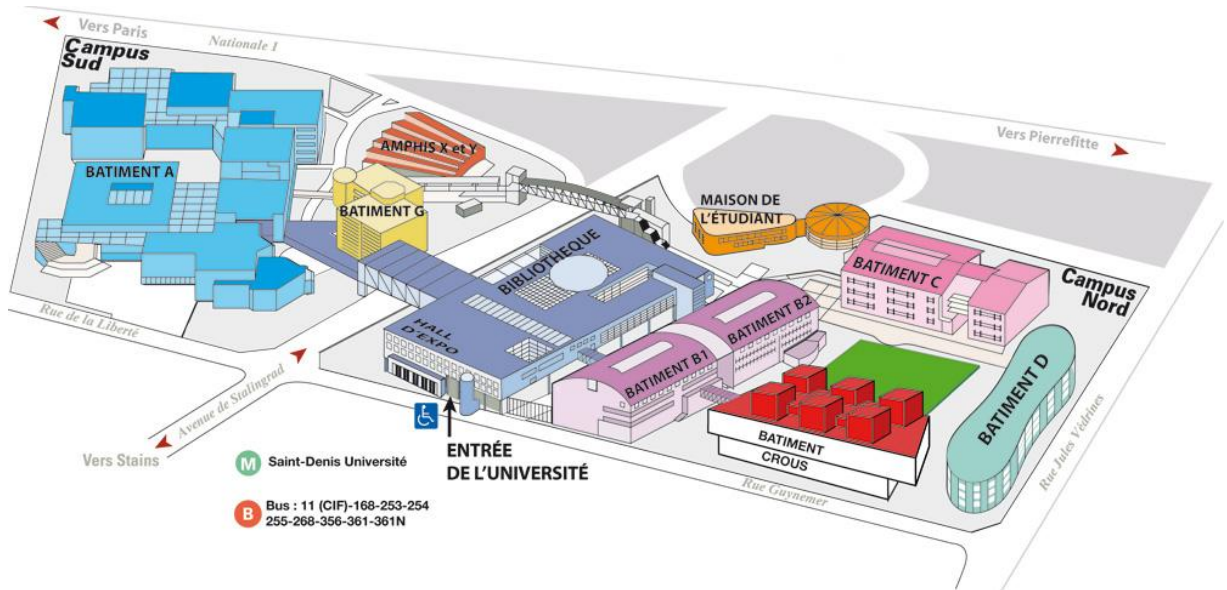 Vers Paris
Nationale 1
Campus
Sud
Vers Pierrefitte
AMPHIS X et Y
BATIMENT A
BATIMENT G
MAISON DE
L'ÉTUDIANT
BIBLIOTHEQUE
BATIMENT C
Campus
Nord
Rue de la Liberté
HALL
D'EXPO
BATIMENT B2
BATIMENT B1
BATIMENT D
Avenue de Stalingrad
Rue Jules Védrines
BATIMENT
CROUS
ENTRÉE
DE L'UNIVERSITÉ
Vers Stains
Rue Guynemer
M Saint-Denis Université
B Bus : 11 (CIF)-168-253-254
255-268-356-361-361N